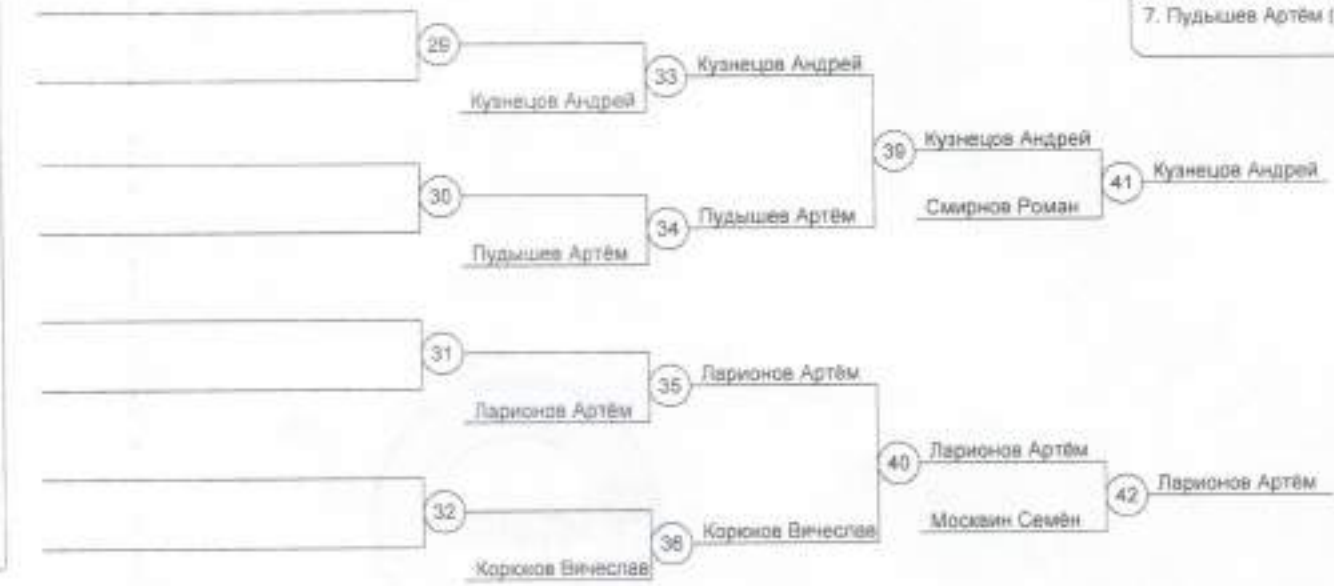 7. Пудышев Артём (
29
33
Кузнецов Андрей
Кузнецов Андрей
39
Кузнецов Андрей
41
Кузнецов Андрей
30
Смирнов Роман
34
Пудышев Артём
Пудышев Артём
31
35
Ларионов Артём
Ларионов Артём
40
Ларионов Артём
42
Ларионов Артём
32
Москвин Семён
36
Корюков Вячеслав
Корюков Вячеслав